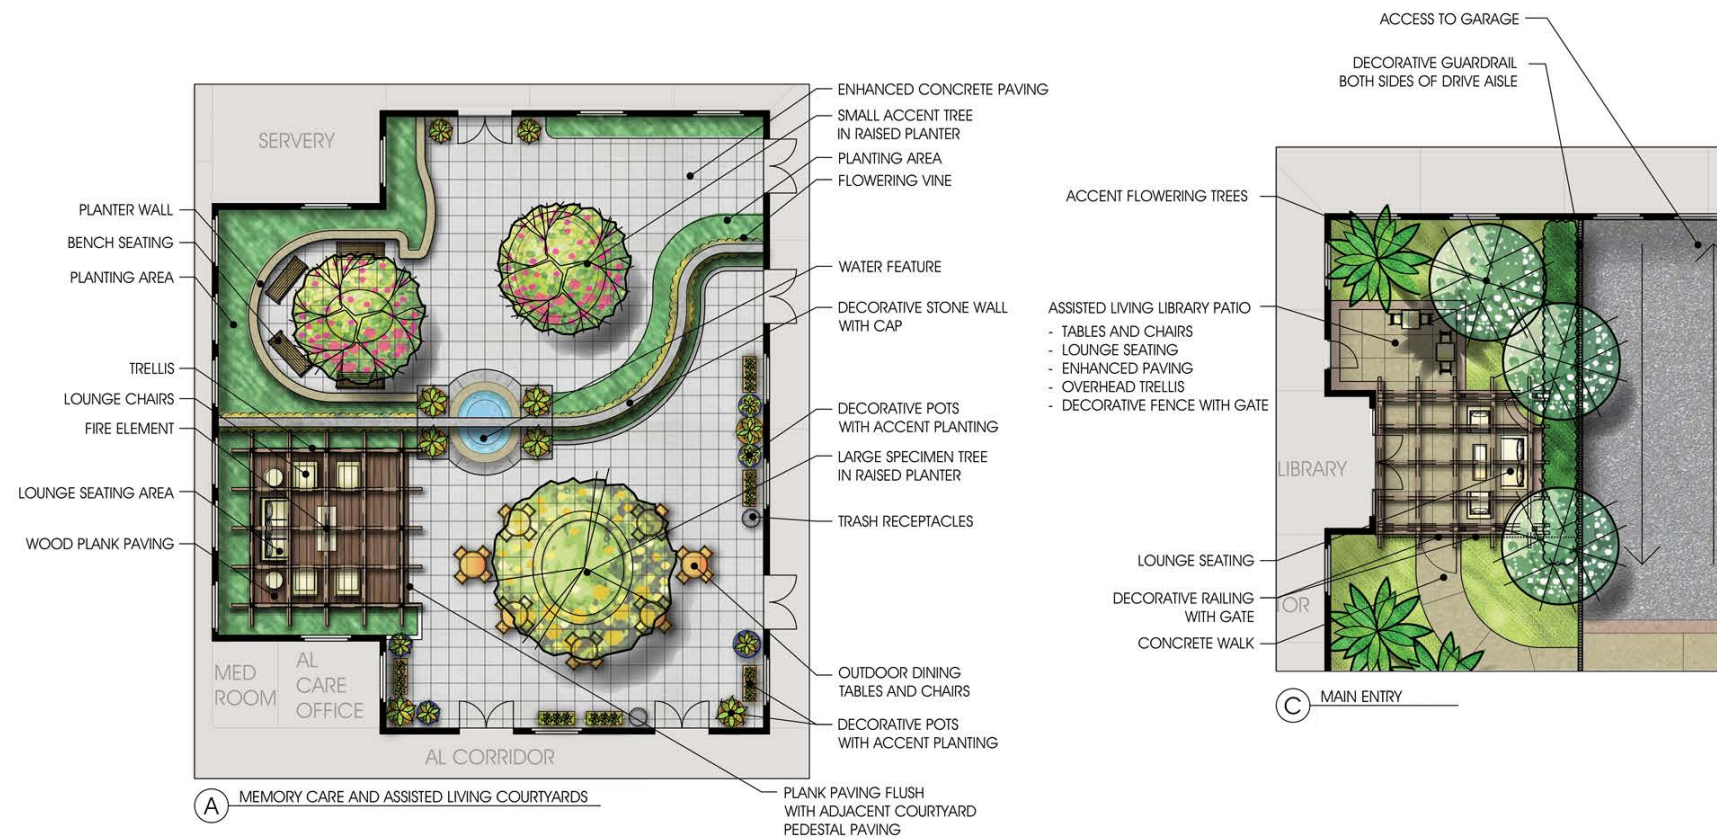 SERVERY
PLANTER WALL
BENCH SEATING
PLANTING AREA
TRELLIS
LOUNGE CHAIRS
FIRE ELEMENT
LOUNGE SEATING AREA
WOOD PLANK PAVING
MED
ROOM
AL
CARE
OFFICE
AL CORRIDOR
ENHANCED CONCRETE PAVING
SMALL ACCENT TREE
IN RAISED PLANTER
PLANTING AREA
FLOWERING VINE
WATER FEATURE
DECORATIVE STONE WALL
WITH CAP
DECORATIVE POTS
WITH ACCENT PLANTING
LARGE SPECIMEN TREE
IN RAISED PLANTER
TRASH RECEPTACLES
OUTDOOR DINING
TABLES AND CHAIRS
DECORATIVE POTS
WITH ACCENT PLANTING
PLANK PAVING FLUSH
WITH ADJACENT COURTYARD
PEDESTAL PAVING
A MEMORY CARE AND ASSISTED LIVING COURTYARDS
ACCESS TO GARAGE
DECORATIVE GUARDRAIL
BOTH SIDES OF DRIVE AISLE
ACCENT FLOWERING TREES
ASSISTED LIVING LIBRARY PATIO
- TABLES AND CHAIRS
- LOUNGE SEATING
- ENHANCED PAVING
- OVERHEAD TRELLIS
- DECORATIVE FENCE WITH GATE
LIBRARY
LOUNGE SEATING
DECORATIVE RAILING
WITH GATE
CONCRETE WALK
TOR
C MAIN ENTRY